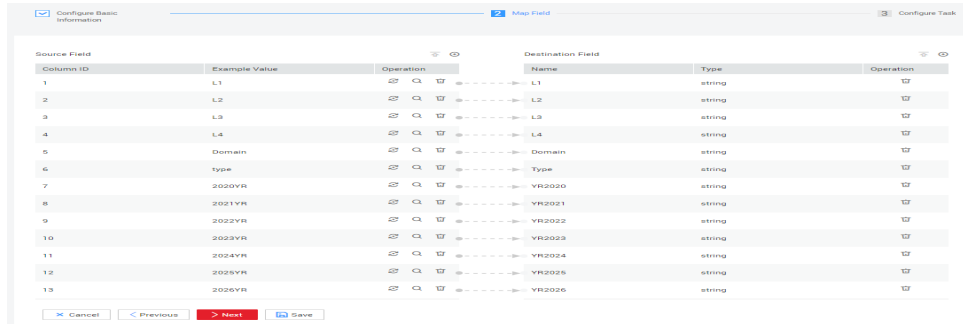 Configure Basic
Information
2 Map Field
3 Configure Task
Source Field
Destination Field
Column ID Example Value Operation Name Type Operation
1 L1 L1 string
2 L2 L2 string
3 L3 L3 string
4 L4 L4 string
5 Domain Domain string
6 type Type string
7 2020YR YR2020 string
8 2021YR YR2021 string
9 2022YR YR2022 string
10 2023YR YR2023 string
11 2024YR YR2024 string
12 2025YR YR2025 string
13 2026YR YR2026 string
Cancel < Previous > Next Save